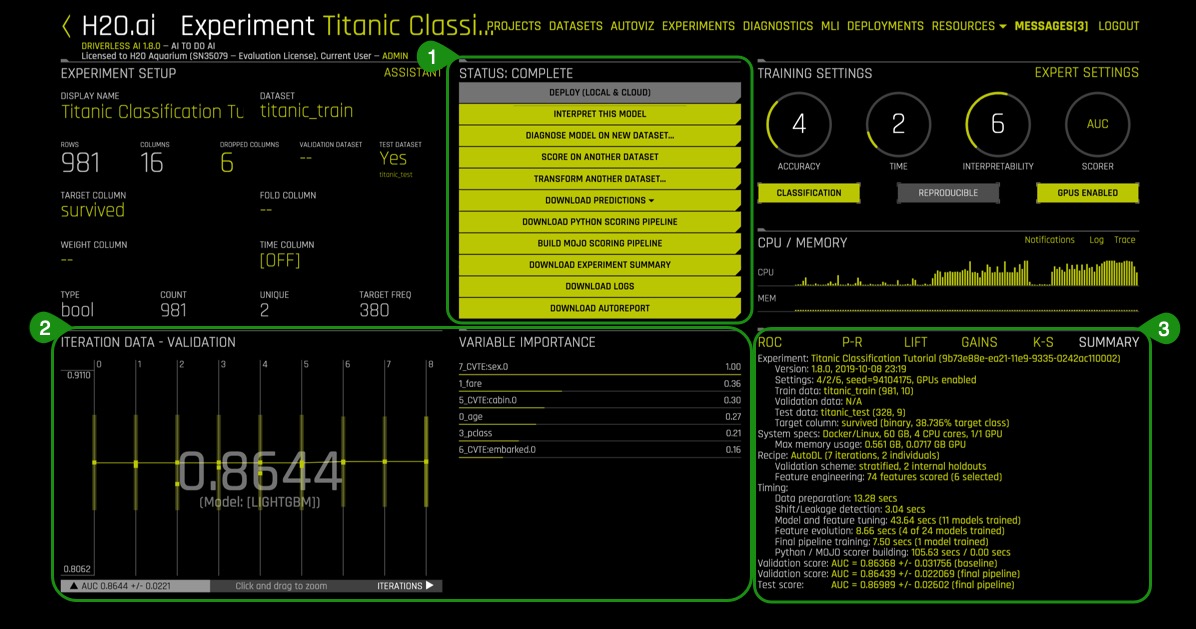 H2O.ai Experiment Titanic Classi...
PROJECTS DATASETS AUTOVIZ EXPERIMENTS DIAGNOSTICS MLI DEPLOYMENTS RESOURCES MESSAGES[3] LOGOUT
DRIVERLESS AI 1.8.0 – AI TO DO AI
Licensed to H2O Aquarium (SN35079 – Evaluation License). Current User – ADMIN
1
EXPERIMENT SETUP
ASSISTANT
DISPLAY NAME
DATASET
Titanic Classification Tu
titanic_train
ROWS
COLUMNS
DROPPED COLUMNS
VALIDATION DATASET
TEST DATASET
981
16
6
--
Yes
titanic_test
TARGET COLUMN
FOLD COLUMN
survived
--
WEIGHT COLUMN
TIME COLUMN
--
[OFF]
TYPE
COUNT
UNIQUE
TARGET FREQ
bool
981
2
380
STATUS: COMPLETE
DEPLOY (LOCAL & CLOUD)
INTERPRET THIS MODEL
DIAGNOSE MODEL ON NEW DATASET...
SCORE ON ANOTHER DATASET
TRANSFORM ANOTHER DATASET...
DOWNLOAD PREDICTIONS
DOWNLOAD PYTHON SCORING PIPELINE
BUILD MOJO SCORING PIPELINE
DOWNLOAD EXPERIMENT SUMMARY
DOWNLOAD LOGS
DOWNLOAD AUTOREPORT
TRAINING SETTINGS
EXPERT SETTINGS
4
2
6
AUC
ACCURACY
TIME
INTERPRETABILITY
SCORER
CLASSIFICATION
REPRODUCIBLE
GPUS ENABLED
CPU / MEMORY
Notifications Log Trace
CPU
MEM
2
ITERATION DATA - VALIDATION
0 1 2 3 4 5 6 7 8
0.9110
0.8644
(Model: [LIGHTGBM])
0.8062
AUC 0.8644 +/- 0.0221
Click and drag to zoom
ITERATIONS
VARIABLE IMPORTANCE
7_CVTE:sex.0 1.00
1_fare 0.36
5_CVTE:cabin.0 0.30
0_age 0.27
3_pclass 0.21
6_CVTE:embarked.0 0.16
3
ROC P-R LIFT GAINS K-S SUMMARY
Experiment: Titanic Classification Tutorial (9b73e88e-ea21-11e9-9335-0242ac110002)
Version: 1.8.0, 2019-10-08 23:19
Settings: 4/2/6, seed=94104175, GPUs enabled
Train data: titanic_train (981, 10)
Validation data: N/A
Test data: titanic_test (328, 9)
Target column: survived (binary, 38.736% target class)
System specs: Docker/Linux, 60 GB, 4 CPU cores, 1/1 GPU
Max memory usage: 0.561 GB, 0.0717 GB GPU
Recipe: AutoDL (7 iterations, 2 individuals)
Validation scheme: stratified, 2 internal holdouts
Feature engineering: 74 features scored (6 selected)
Timing:
Data preparation: 13.28 secs
Shift/Leakage detection: 3.04 secs
Model and feature tuning: 43.64 secs (11 models trained)
Feature evolution: 8.66 secs (4 of 24 models trained)
Final pipeline training: 7.50 secs (1 model trained)
Python / MOJO scorer building: 105.63 secs / 0.00 secs
Validation score: AUC = 0.86368 +/- 0.031756 (baseline)
Validation score: AUC = 0.86439 +/- 0.022069 (final pipeline)
Test score: AUC = 0.86989 +/- 0.02602 (final pipeline)